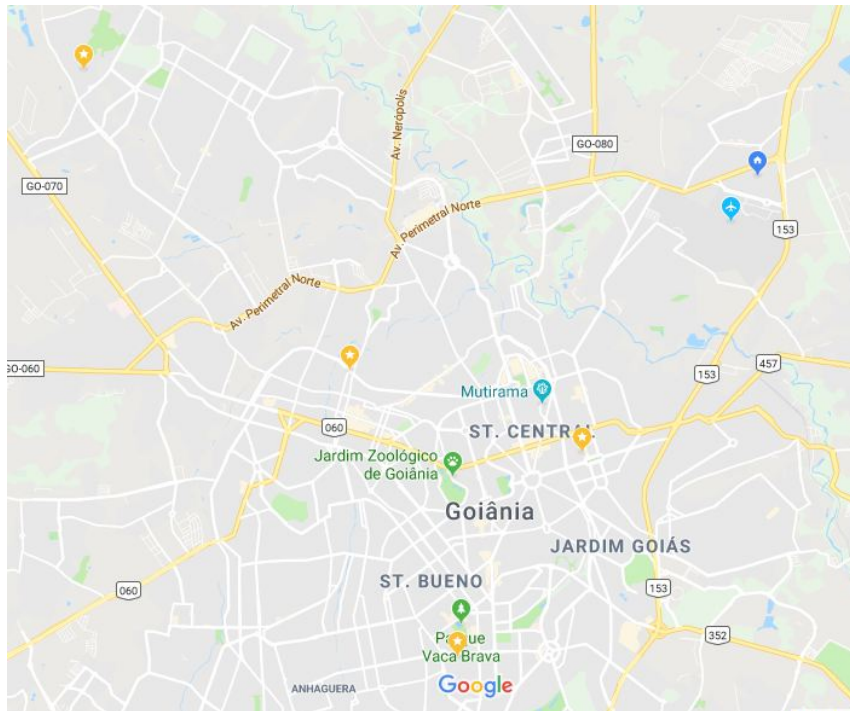 Av. Nerópolis
GO-080
GO-070
Av. Perimetral Norte
153
Av. Perimetral Norte
GO-060
457
153
Mutirama
060
ST. CENTRAL
Jardim Zoológico
de Goiânia
Goiânia
JARDIM GOIÁS
ST. BUENO
060
153
352
Vaca Brava
ANHAGUERA
Google